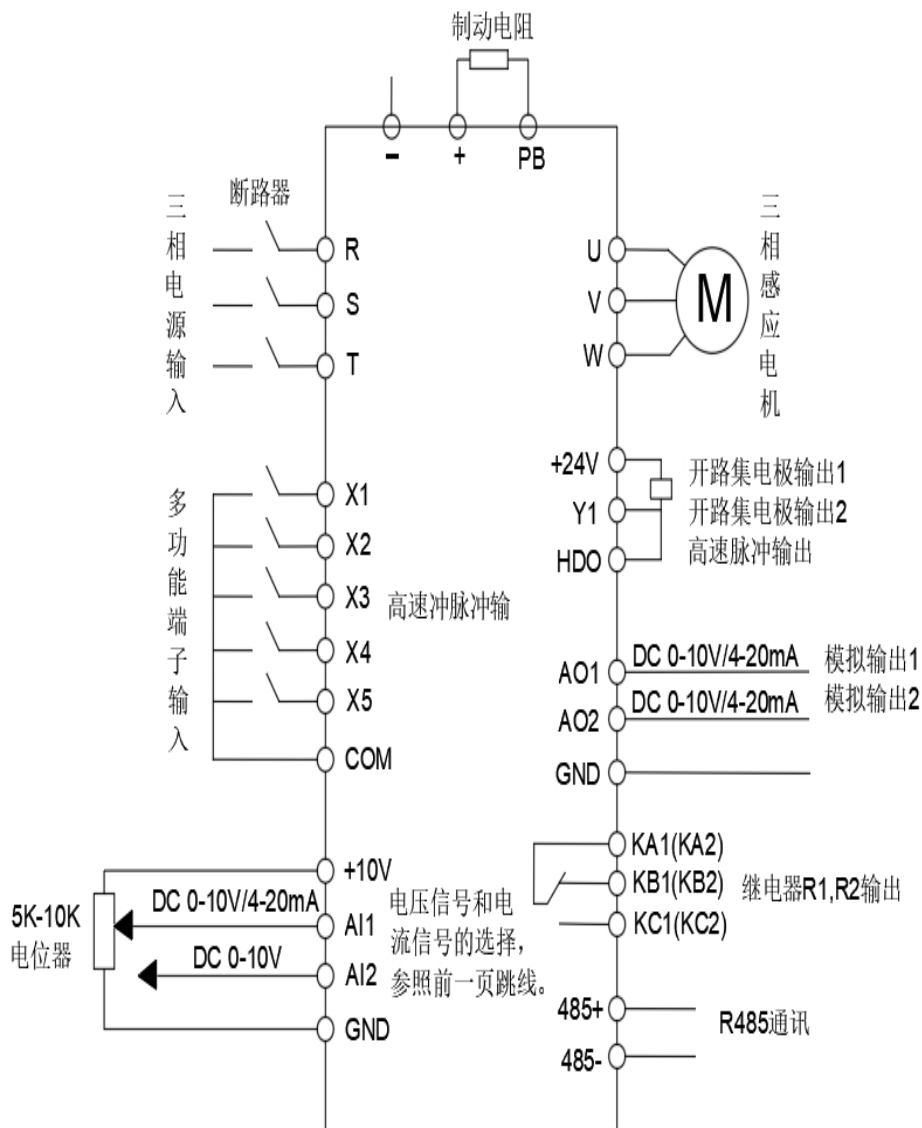 制动电阻
-
+
PB
断路器
三相电源输入
R
S
T
U
V
W
M
三相感应电机
多功能端子输入
X1
X2
X3
高速冲脉冲输
X4
X5
COM
+24V
Y1
HDO
开路集电极输出1
开路集电极输出2
高速脉冲输出
AO1
DC 0-10V/4-20mA
模拟输出1
AO2
DC 0-10V/4-20mA
模拟输出2
GND
5K-10K
电位器
+10V
DC 0-10V/4-20mA
AI1
DC 0-10V
AI2
GND
电压信号和电
流信号的选择，
参照前一页跳线。
KA1(KA2)
KB1(KB2)
KC1(KC2)
继电器R1,R2输出
485+
485-
R485通讯